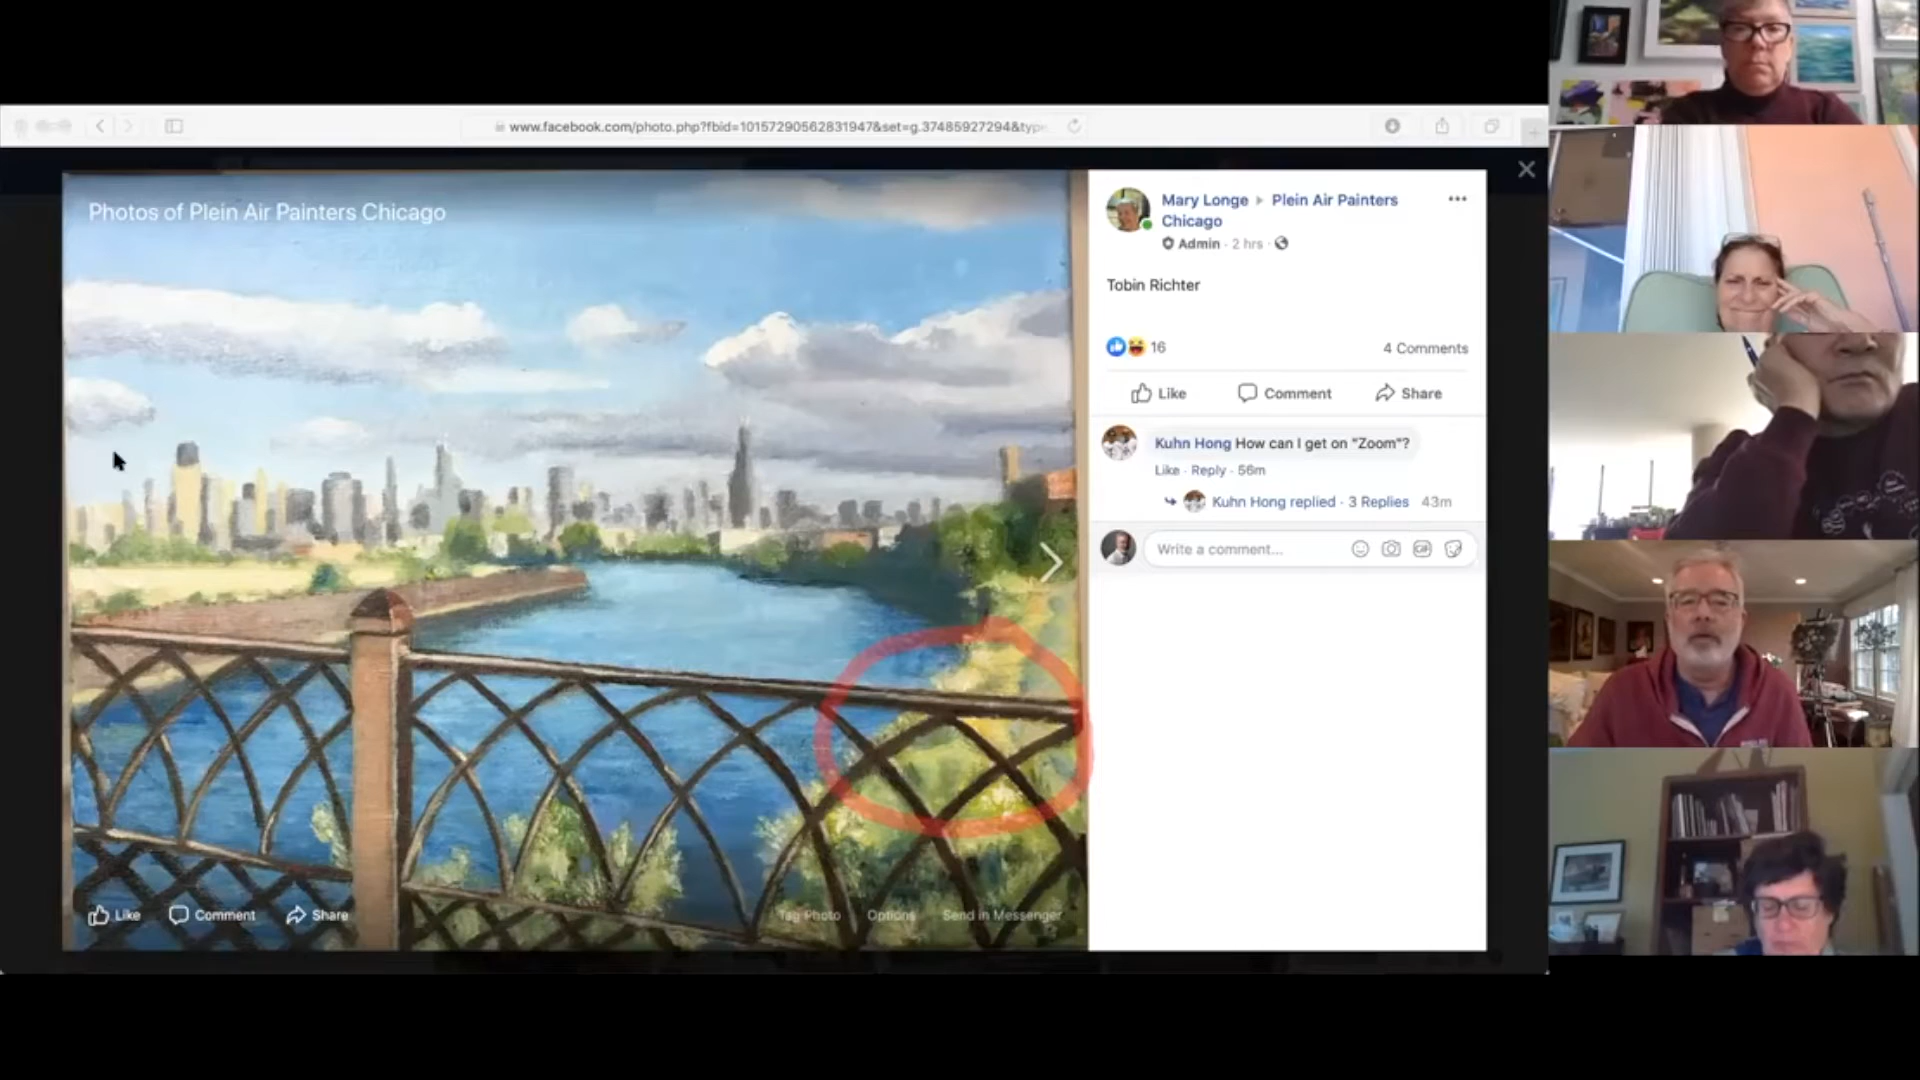 www.facebook.com/photo.php?fbid=10157290562831947&set=g.37485927294&type
Photos of Plein Air Painters Chicago
Mary Longe ▸ Plein Air Painters
Chicago
Admin · 2 hrs ·
Tobin Richter
16
4 Comments
Like Comment Share
Kuhn Hong How can I get on "Zoom"?
Like · Reply · 56m
Kuhn Hong replied · 3 Replies 43m
Write a comment...
GIF
Like Comment Share
Tag Photo Options Send in Messenger